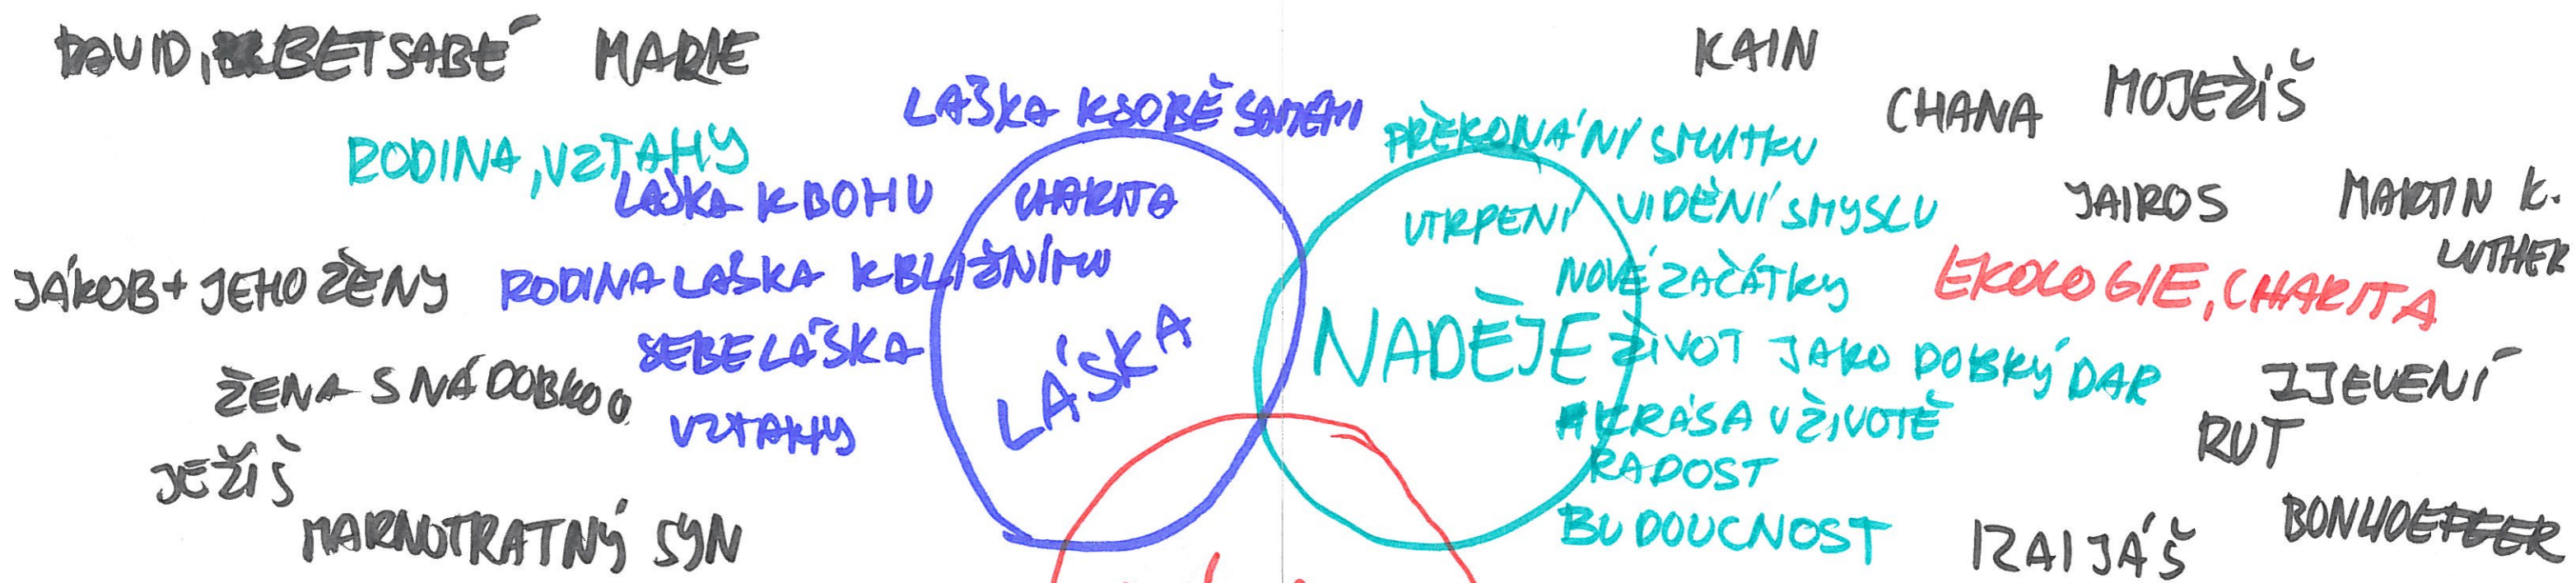 DAVID, BETSABÉ MARIE
KAIN
CHANA MOJEŽÍŠ
LÁSKA K SOBĚ SAMÉMU
PŘEKONÁNÍ SMUTKU
RODINA, VZTAHY
LÁSKA K BOHU CHARITA
UTRPENÍ VIDĚNÍ SMYSLU
JAIROS MARTIN K.
LUTHER
JÁKOB + JEHO ŽENY
RODINA LÁSKA K BLIŽNÍMU
NOVÉ ZAČÁTKY
EKOLOGIE, CHARITA
SEBELÁSKA
LÁSKA
NADĚJE
ŽIVOT JAKO DOBRÝ DAR
ZJEVENÍ
ŽENA S NÁDOBKOU
VZTAHY
KRÁSA V ŽIVOTĚ
RUT
JEŽÍŠ
RADOST
MARNOTRATNÝ SYN
BUDOUCNOST
IZAIJÁŠ
BONHOEFFER